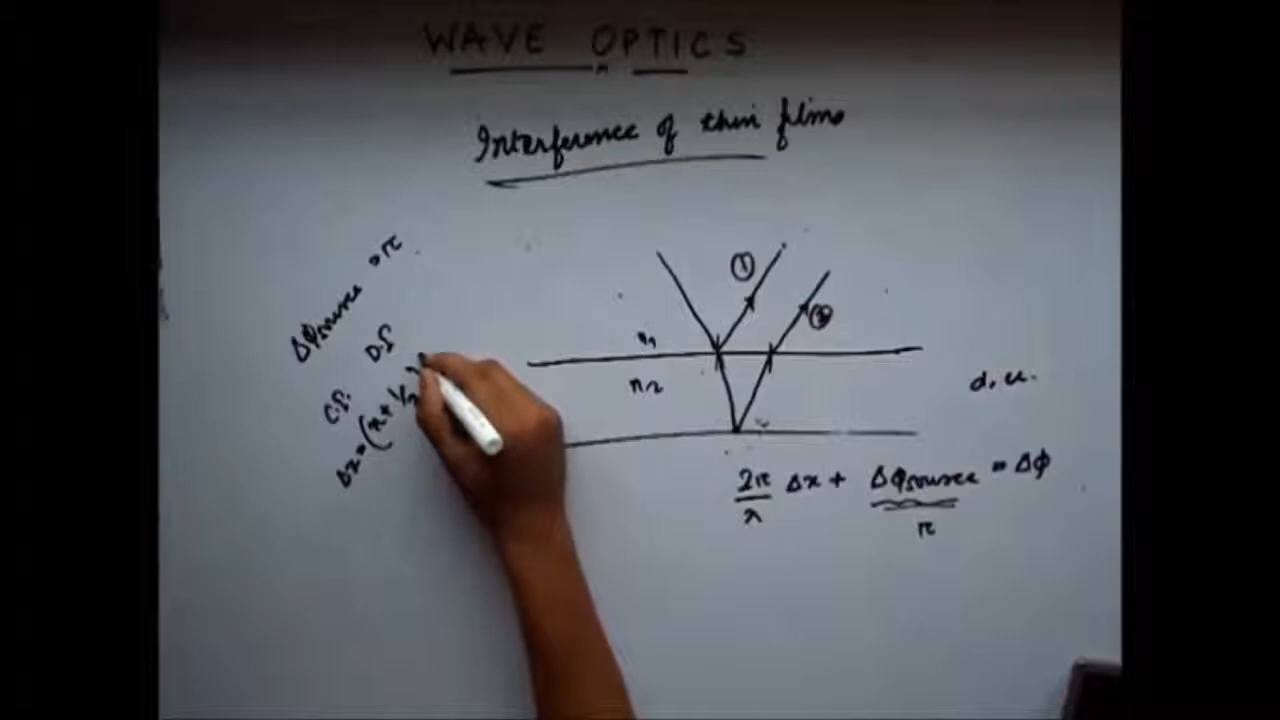 WAVE OPTICS
Interference of thin films
Δφsource = π
D.I
C.I.
Δx = (n + 1/2)
①
②
n₁
n₂
d, μ.
2π/λ Δx + Δφsource = Δφ
π